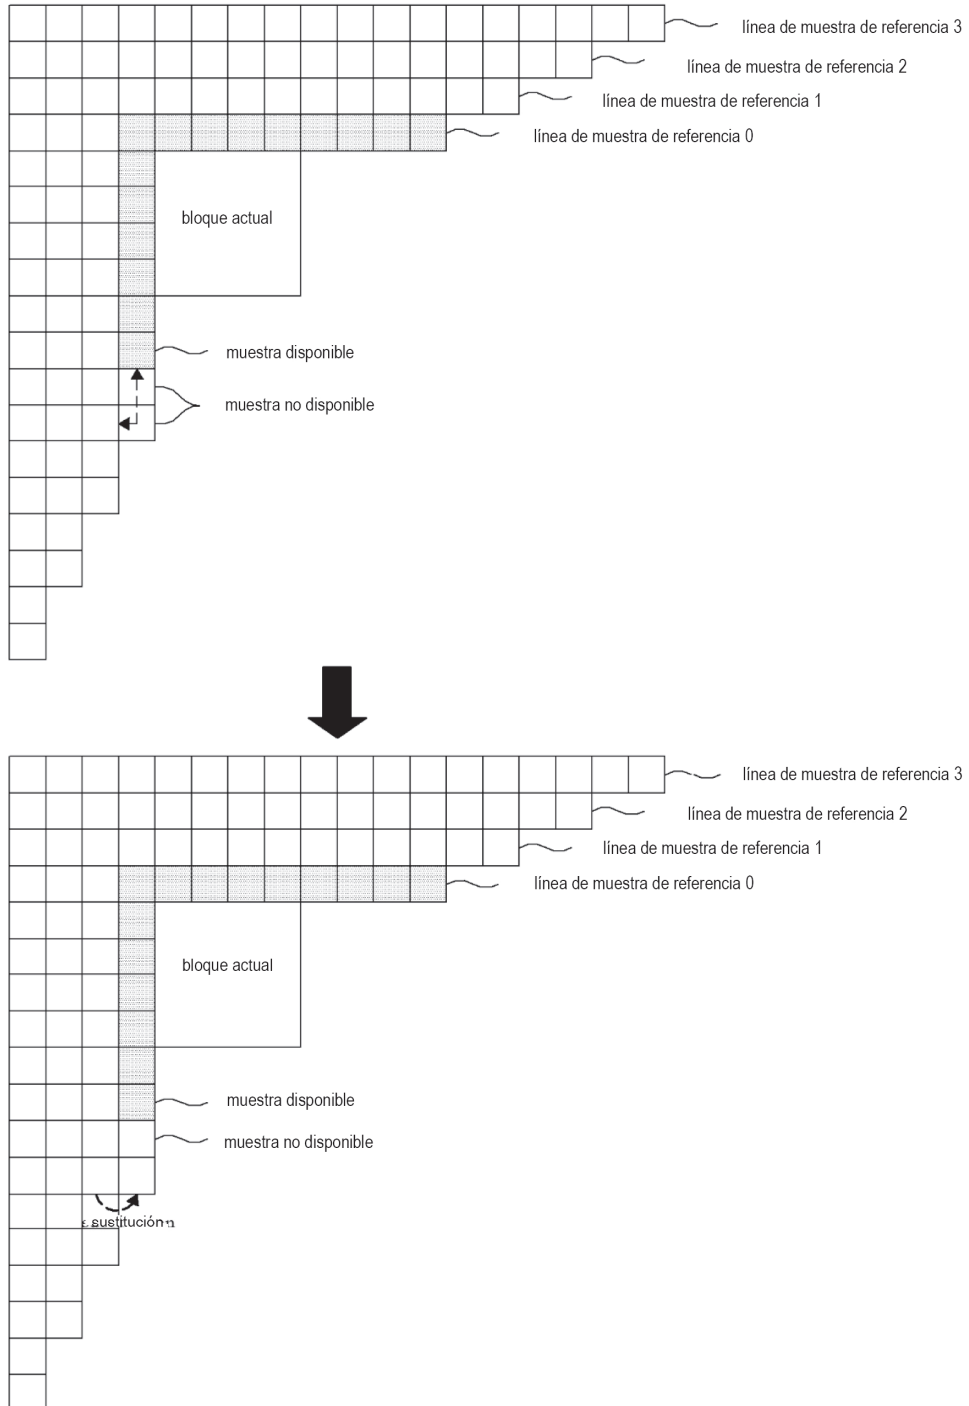 línea de muestra de referencia 3
línea de muestra de referencia 2
línea de muestra de referencia 1
línea de muestra de referencia 0
bloque actual
muestra disponible
muestra no disponible
línea de muestra de referencia 3
línea de muestra de referencia 2
línea de muestra de referencia 1
línea de muestra de referencia 0
bloque actual
muestra disponible
muestra no disponible
sustitución